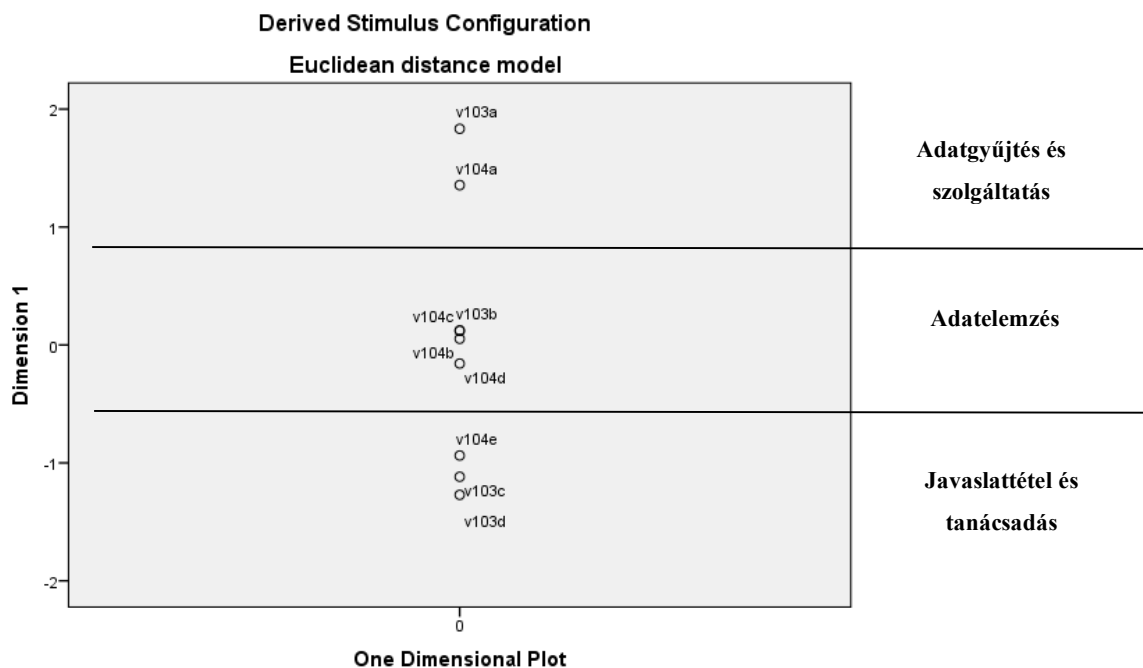 Derived Stimulus Configuration
Euclidean distance model
2
1
0
-1
-2
Dimension 1
v103a
v104a
v104c
v103b
v104b
v104d
v104e
v103c
v103d
0
One Dimensional Plot
Adatgyűjtés és
szolgáltatás
Adatelemzés
Javaslattétel és
tanácsadás